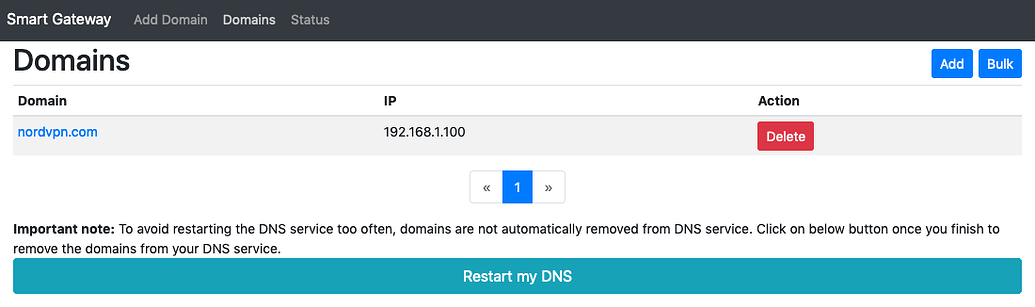 Smart Gateway Add Domain Domains Status
Domains
Add Bulk
Domain IP Action
nordvpn.com 192.168.1.100 Delete
« 1 »
Important note: To avoid restarting the DNS service too often, domains are not automatically removed from DNS service. Click on below button once you finish to
remove the domains from your DNS service.
Restart my DNS